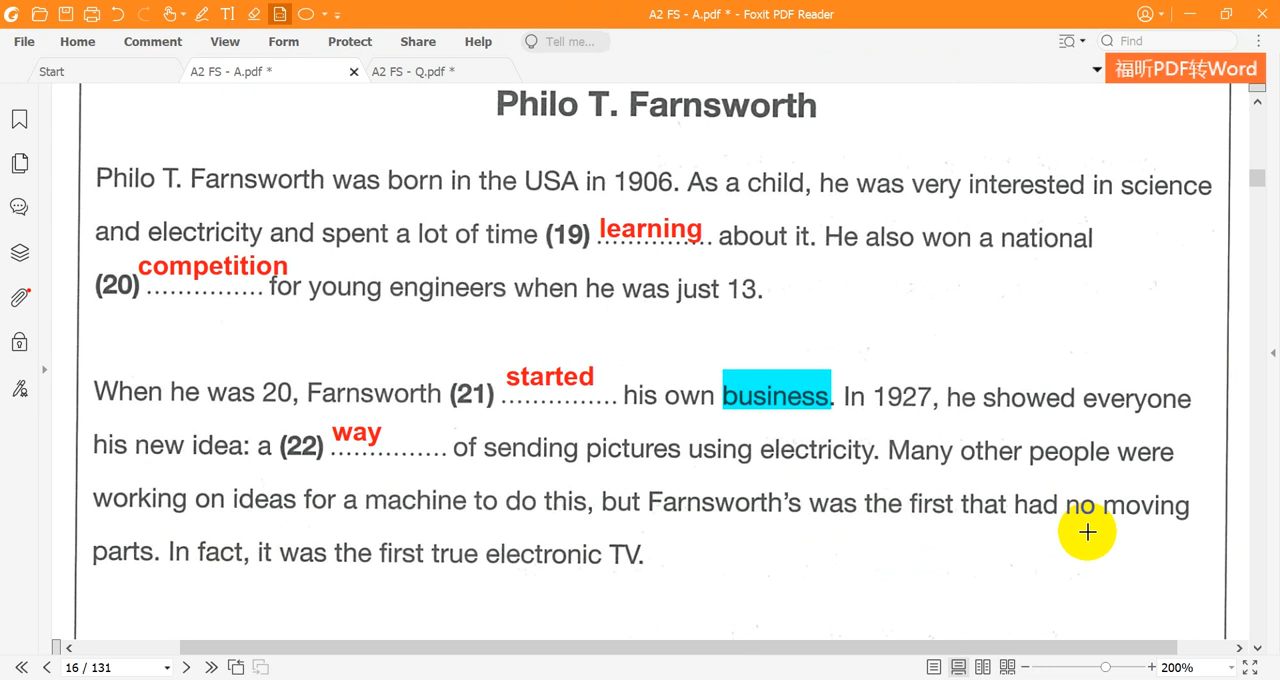 A2 FS - A.pdf * - Foxit PDF Reader
File Home Comment View Form Protect Share Help Tell me... Find
Start A2 FS - A.pdf * A2 FS - Q.pdf * 福昕PDF转Word
Philo T. Farnsworth
Philo T. Farnsworth was born in the USA in 1906. As a child, he was very interested in science
and electricity and spent a lot of time (19) learning about it. He also won a national
(20) competition for young engineers when he was just 13.
When he was 20, Farnsworth (21) started his own business. In 1927, he showed everyone
his new idea: a (22) way of sending pictures using electricity. Many other people were
working on ideas for a machine to do this, but Farnsworth's was the first that had no moving
parts. In fact, it was the first true electronic TV.
16 / 131 200%